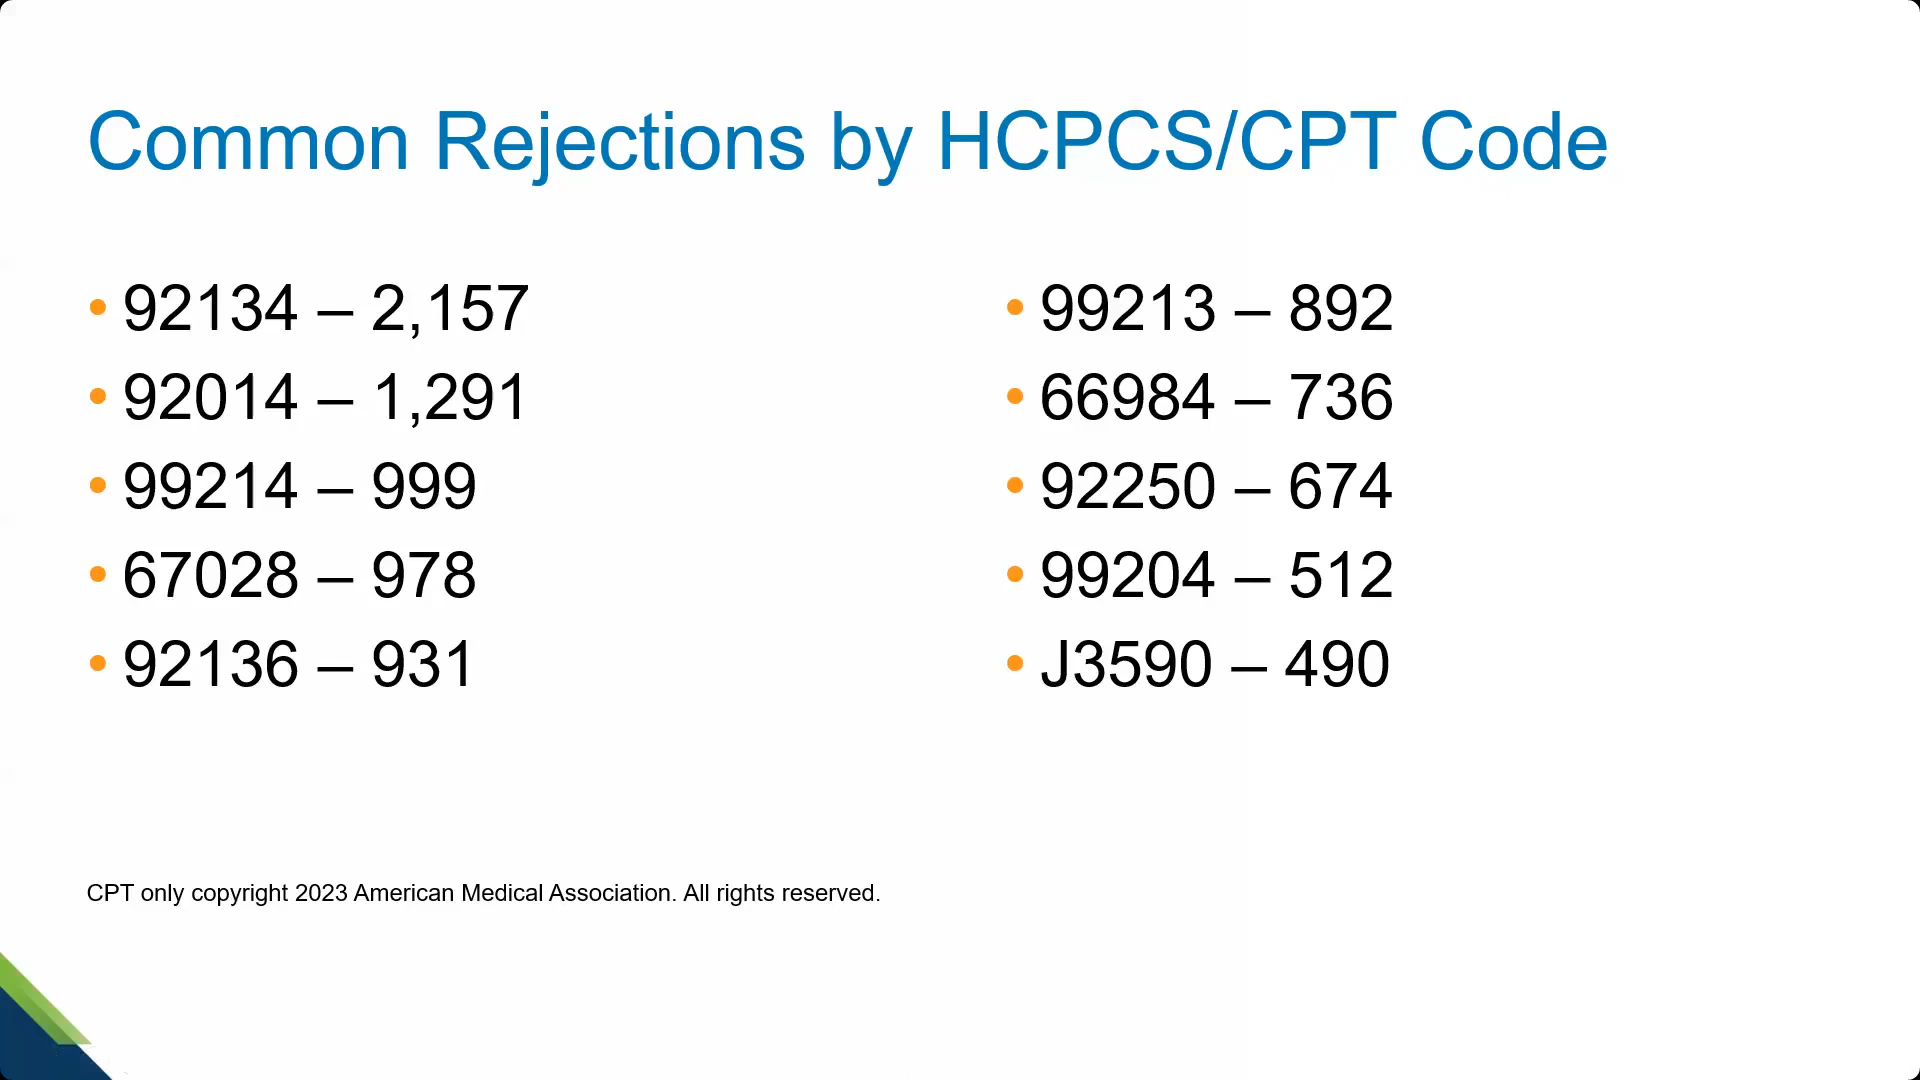 Common Rejections by HCPCS/CPT Code
• 92134 – 2,157
• 92014 – 1,291
• 99214 – 999
• 67028 – 978
• 92136 – 931
• 99213 – 892
• 66984 – 736
• 92250 – 674
• 99204 – 512
• J3590 – 490
CPT only copyright 2023 American Medical Association. All rights reserved.